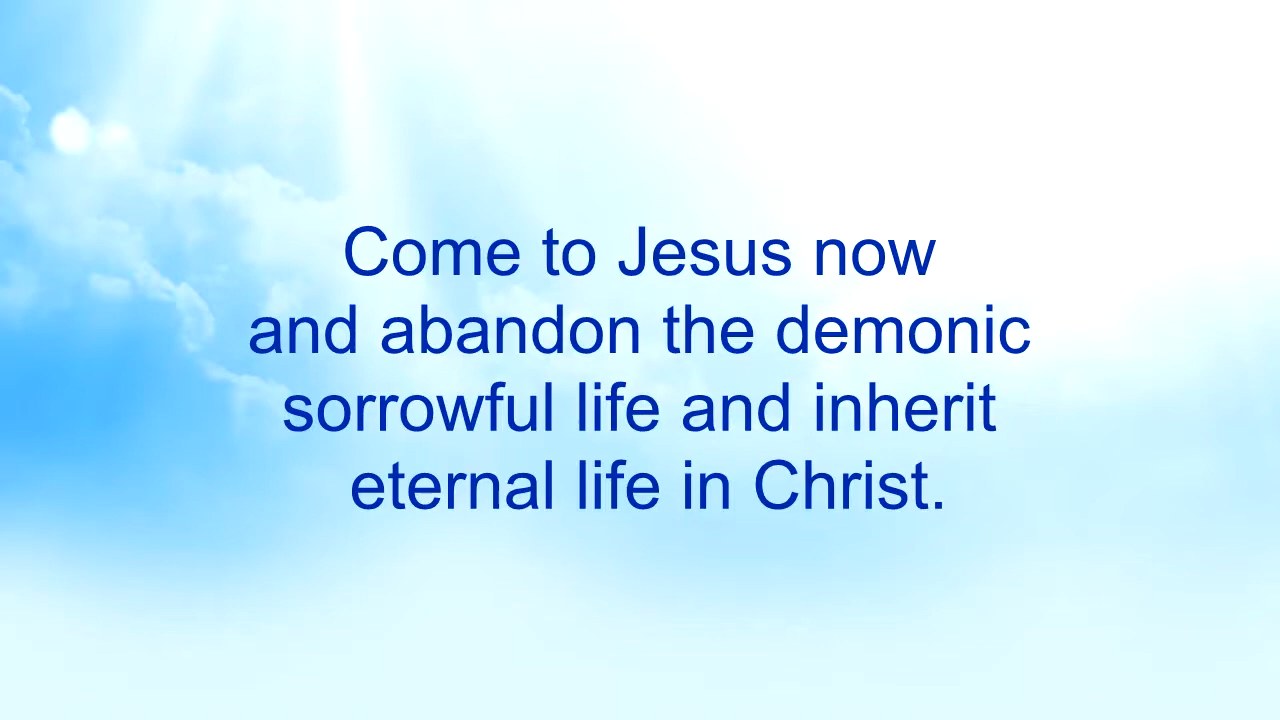 Come to Jesus now
and abandon the demonic
sorrowful life and inherit
eternal life in Christ.